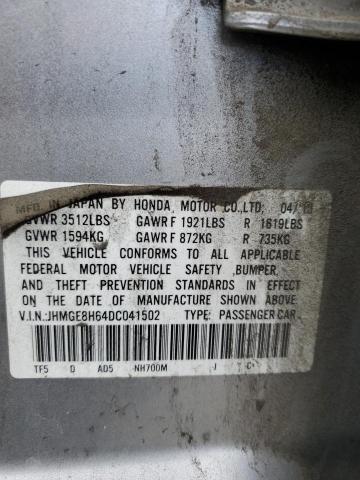 MFD. IN JAPAN BY HONDA MOTOR CO.,LTD; 04/
GVWR 3512LBS GAWR F 1921LBS R 1619LBS
GVWR 1594KG GAWR F 872KG R 735KG
THIS VEHICLE CONFORMS TO ALL APPLICABLE
FEDERAL MOTOR VEHICLE SAFETY, BUMPER,
AND THEFT PREVENTION STANDARDS IN EFFECT
ON THE DATE OF MANUFACTURE SHOWN ABOVE.
V.I.N.:JHMGE8H64DC041502 TYPE: PASSENGER CAR
TF5 D AD5 NH700M J C